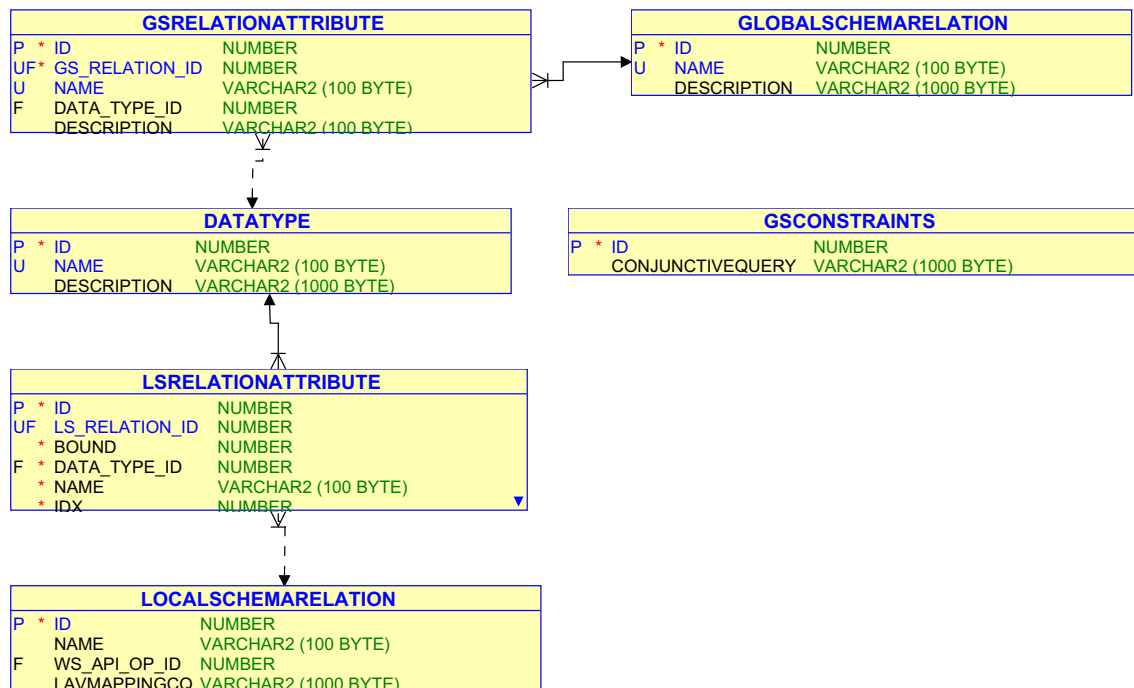 GSRELATIONATTRIBUTE
P * ID NUMBER
UF* GS_RELATION_ID NUMBER
U NAME VARCHAR2 (100 BYTE)
F DATA_TYPE_ID NUMBER
DESCRIPTION VARCHAR2 (100 BYTE)
GLOBALSCHEMARELATION
P * ID NUMBER
U NAME VARCHAR2 (100 BYTE)
DESCRIPTION VARCHAR2 (1000 BYTE)
DATATYPE
P * ID NUMBER
U NAME VARCHAR2 (100 BYTE)
DESCRIPTION VARCHAR2 (1000 BYTE)
GSCONSTRAINTS
P * ID NUMBER
CONJUNCTIVEQUERY VARCHAR2 (1000 BYTE)
LSRELATIONATTRIBUTE
P * ID NUMBER
UF LS_RELATION_ID NUMBER
* BOUND NUMBER
F * DATA_TYPE_ID NUMBER
* NAME VARCHAR2 (100 BYTE)
* IDX NUMBER
LOCALSCHEMARELATION
P * ID NUMBER
NAME VARCHAR2 (100 BYTE)
F WS_API_OP_ID NUMBER
LAVMAPPINGCQ VARCHAR2 (1000 BYTE)